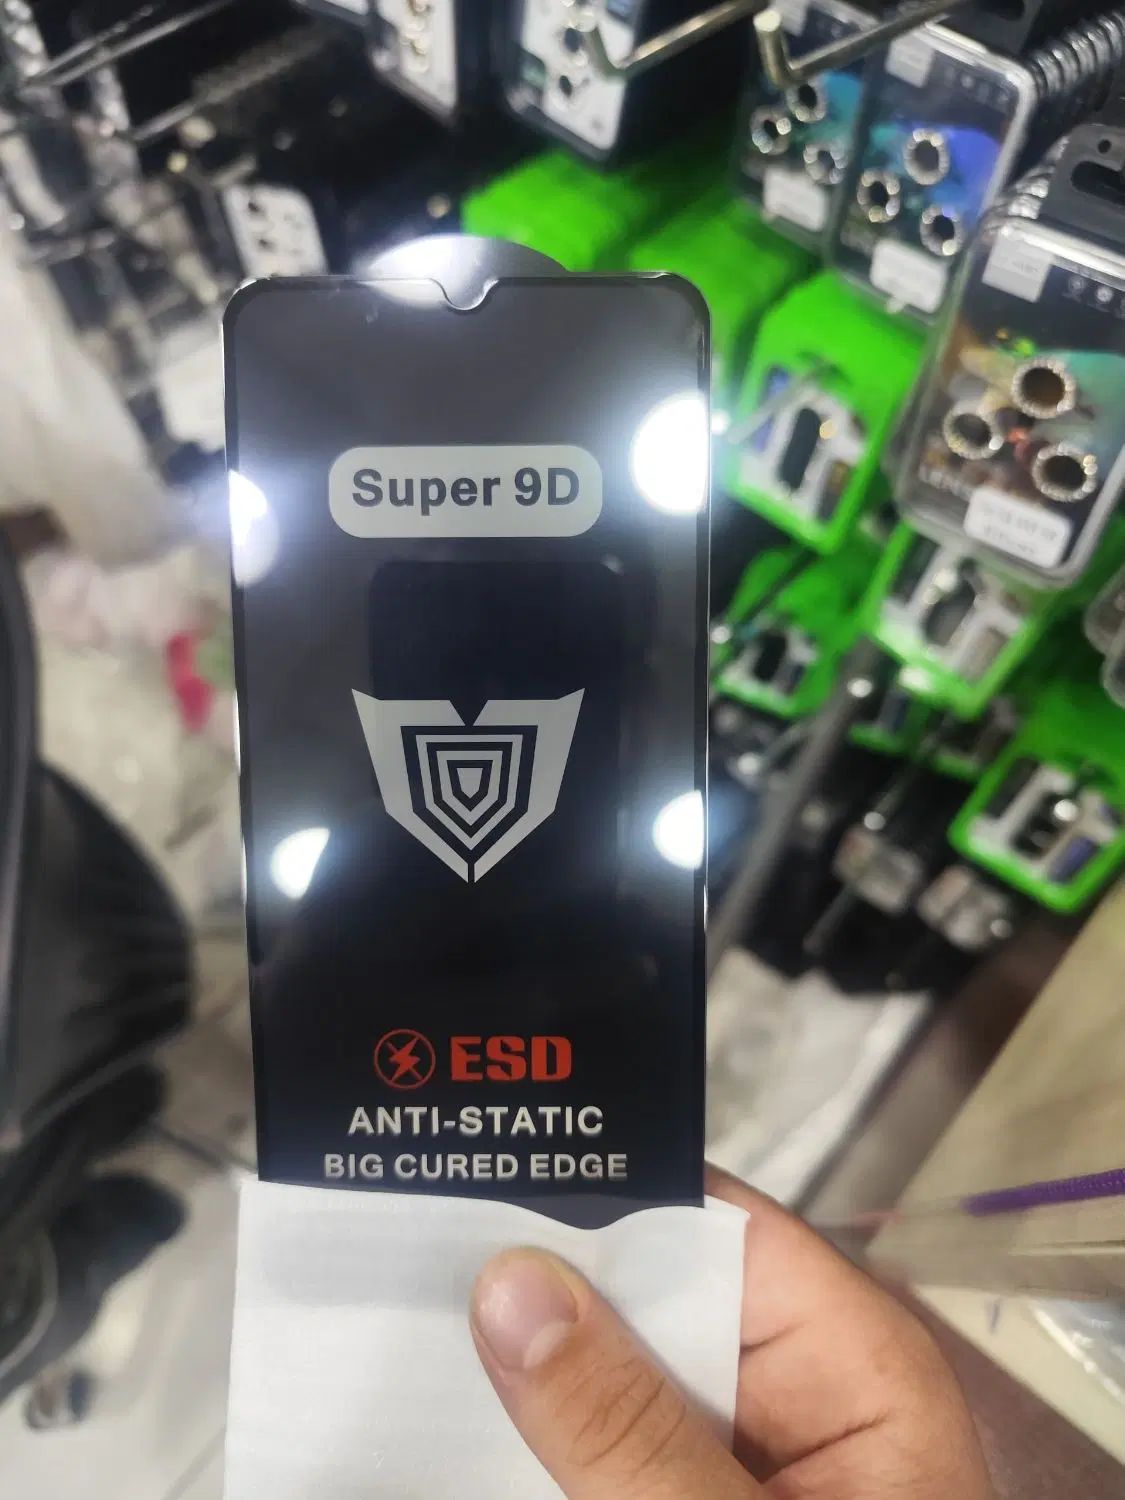 Super 9D
ESD
ANTI-STATIC
BIG CURED EDGE